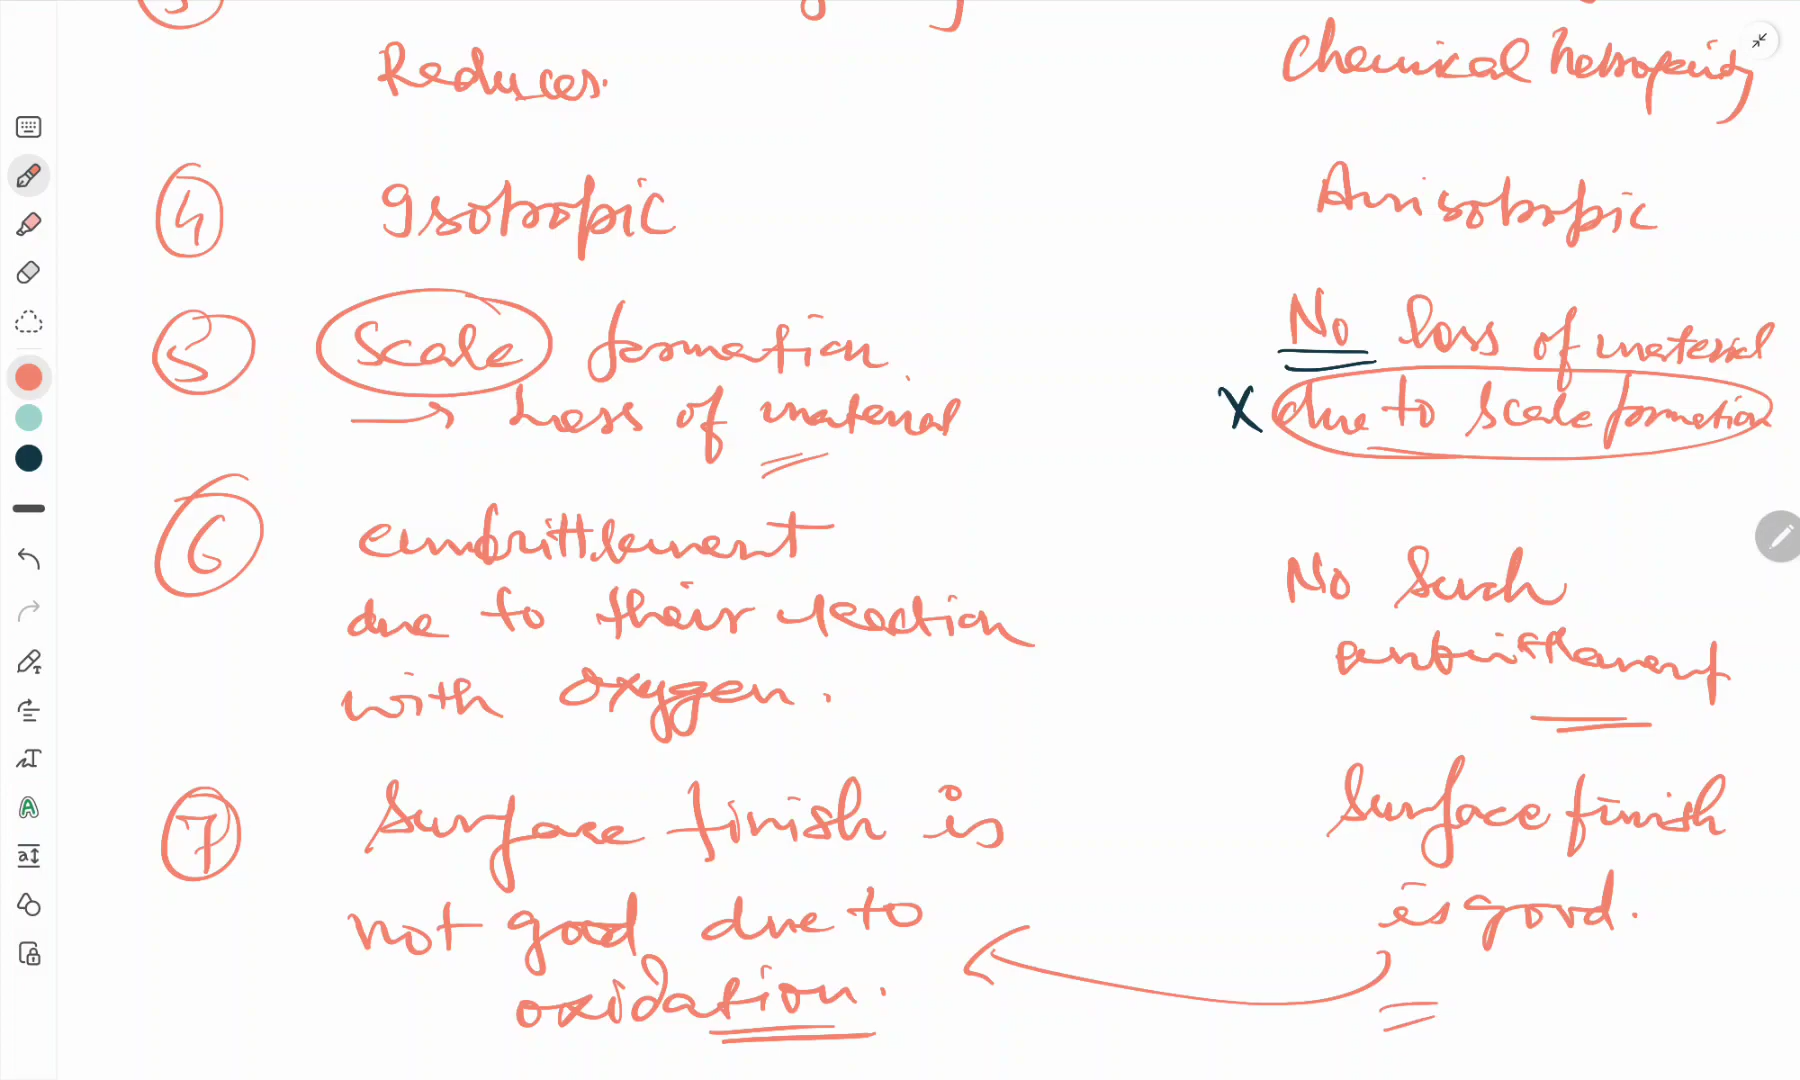 Reduces.
Chemical
4 Isotropic
Anisotropic
5 Scale formation
→ Loss of material
No loss of material
X due to scale formation
6 embrittlement
due to their reaction
with oxygen.
No such
embrittlement
7 Surface finish is
not good due to
oxidation.
Surface finish
is good.